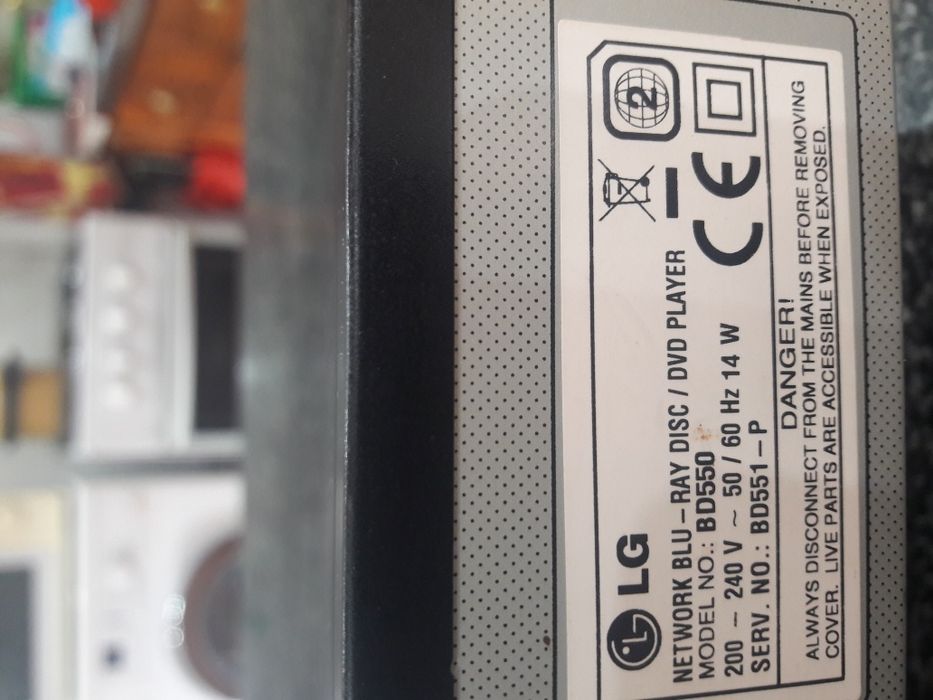 LG
2
NETWORK BLU-RAY DISC / DVD PLAYER
MODEL NO.: BD550
200 - 240 V ~ 50 / 60 Hz 14 W
SERV. NO.: BD551-P
CE
DANGER!
ALWAYS DISCONNECT FROM THE MAINS BEFORE REMOVING
COVER. LIVE PARTS ARE ACCESSIBLE WHEN EXPOSED.